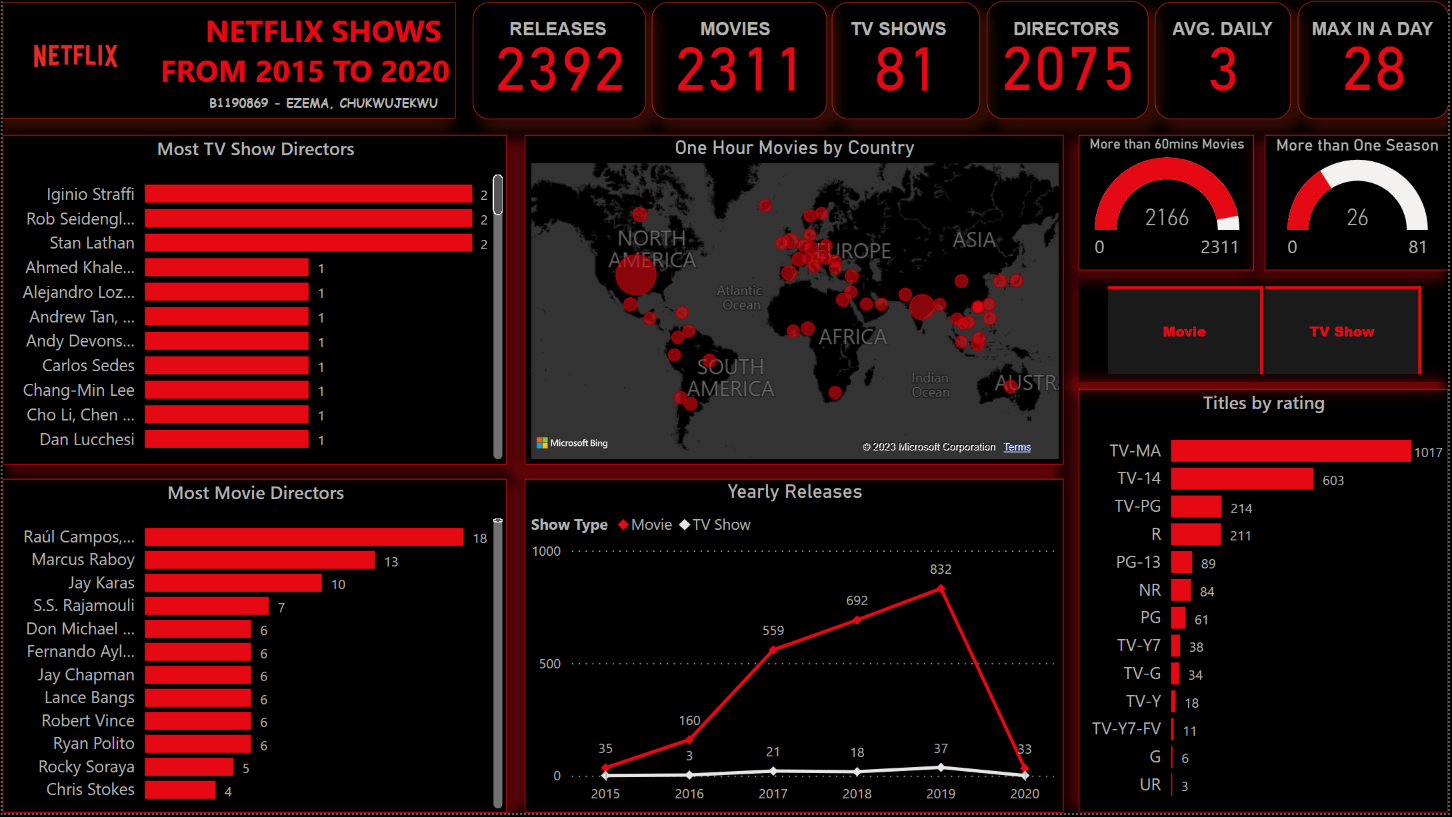 NETFLIX
NETFLIX SHOWS
FROM 2015 TO 2020
B1190869 - EZEMA, CHUKWUJEKWU
RELEASES
2392
MOVIES
2311
TV SHOWS
81
DIRECTORS
2075
AVG. DAILY
3
MAX IN A DAY
28
Most TV Show Directors
Iginio Straffi 2
Rob Seidengl... 2
Stan Lathan 2
Ahmed Khale... 1
Alejandro Loz... 1
Andrew Tan, ... 1
Andy Devons... 1
Carlos Sedes 1
Chang-Min Lee 1
Cho Li, Chen ... 1
Dan Lucchesi 1
One Hour Movies by Country
NORTH
AMERICA
EUROPE
ASIA
Atlantic
Ocean
AFRICA
SOUTH
AMERICA
Indian
Ocean
AUSTR
Microsoft Bing
© 2023 Microsoft Corporation Terms
More than 60mins Movies
2166
0 2311
More than One Season
26
0 81
Movie
TV Show
Most Movie Directors
Raúl Campos,... 18
Marcus Raboy 13
Jay Karas 10
S.S. Rajamouli 7
Don Michael ... 6
Fernando Ayl... 6
Jay Chapman 6
Lance Bangs 6
Robert Vince 6
Ryan Polito 6
Rocky Soraya 5
Chris Stokes 4
Yearly Releases
Show Type Movie TV Show
1000
500
0
35
160
559
692
832
33
3
21
18
37
2015 2016 2017 2018 2019 2020
Titles by rating
TV-MA 1017
TV-14 603
TV-PG 214
R 211
PG-13 89
NR 84
PG 61
TV-Y7 38
TV-G 34
TV-Y 18
TV-Y7-FV 11
G 6
UR 3